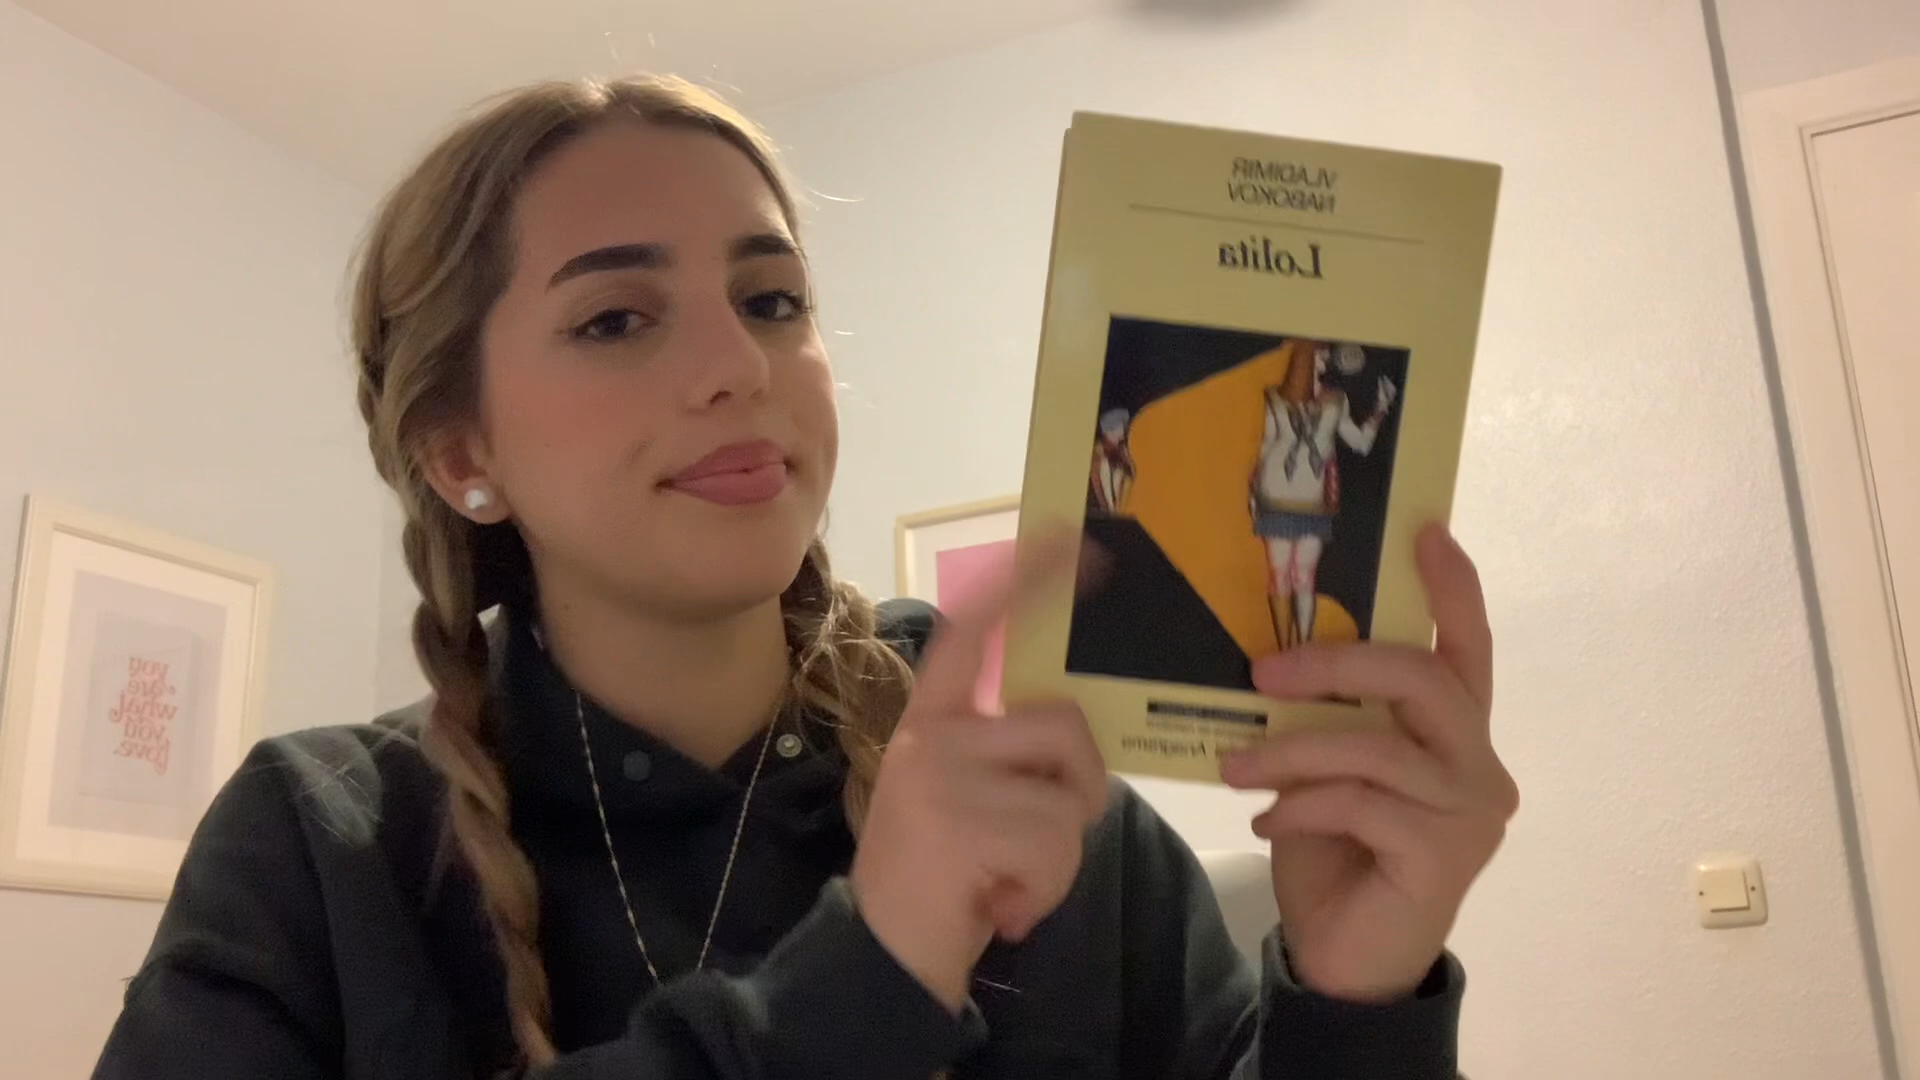 VLADIMIR
NABOKOV
Lolita
Anagrama
you
are
what
you
love.